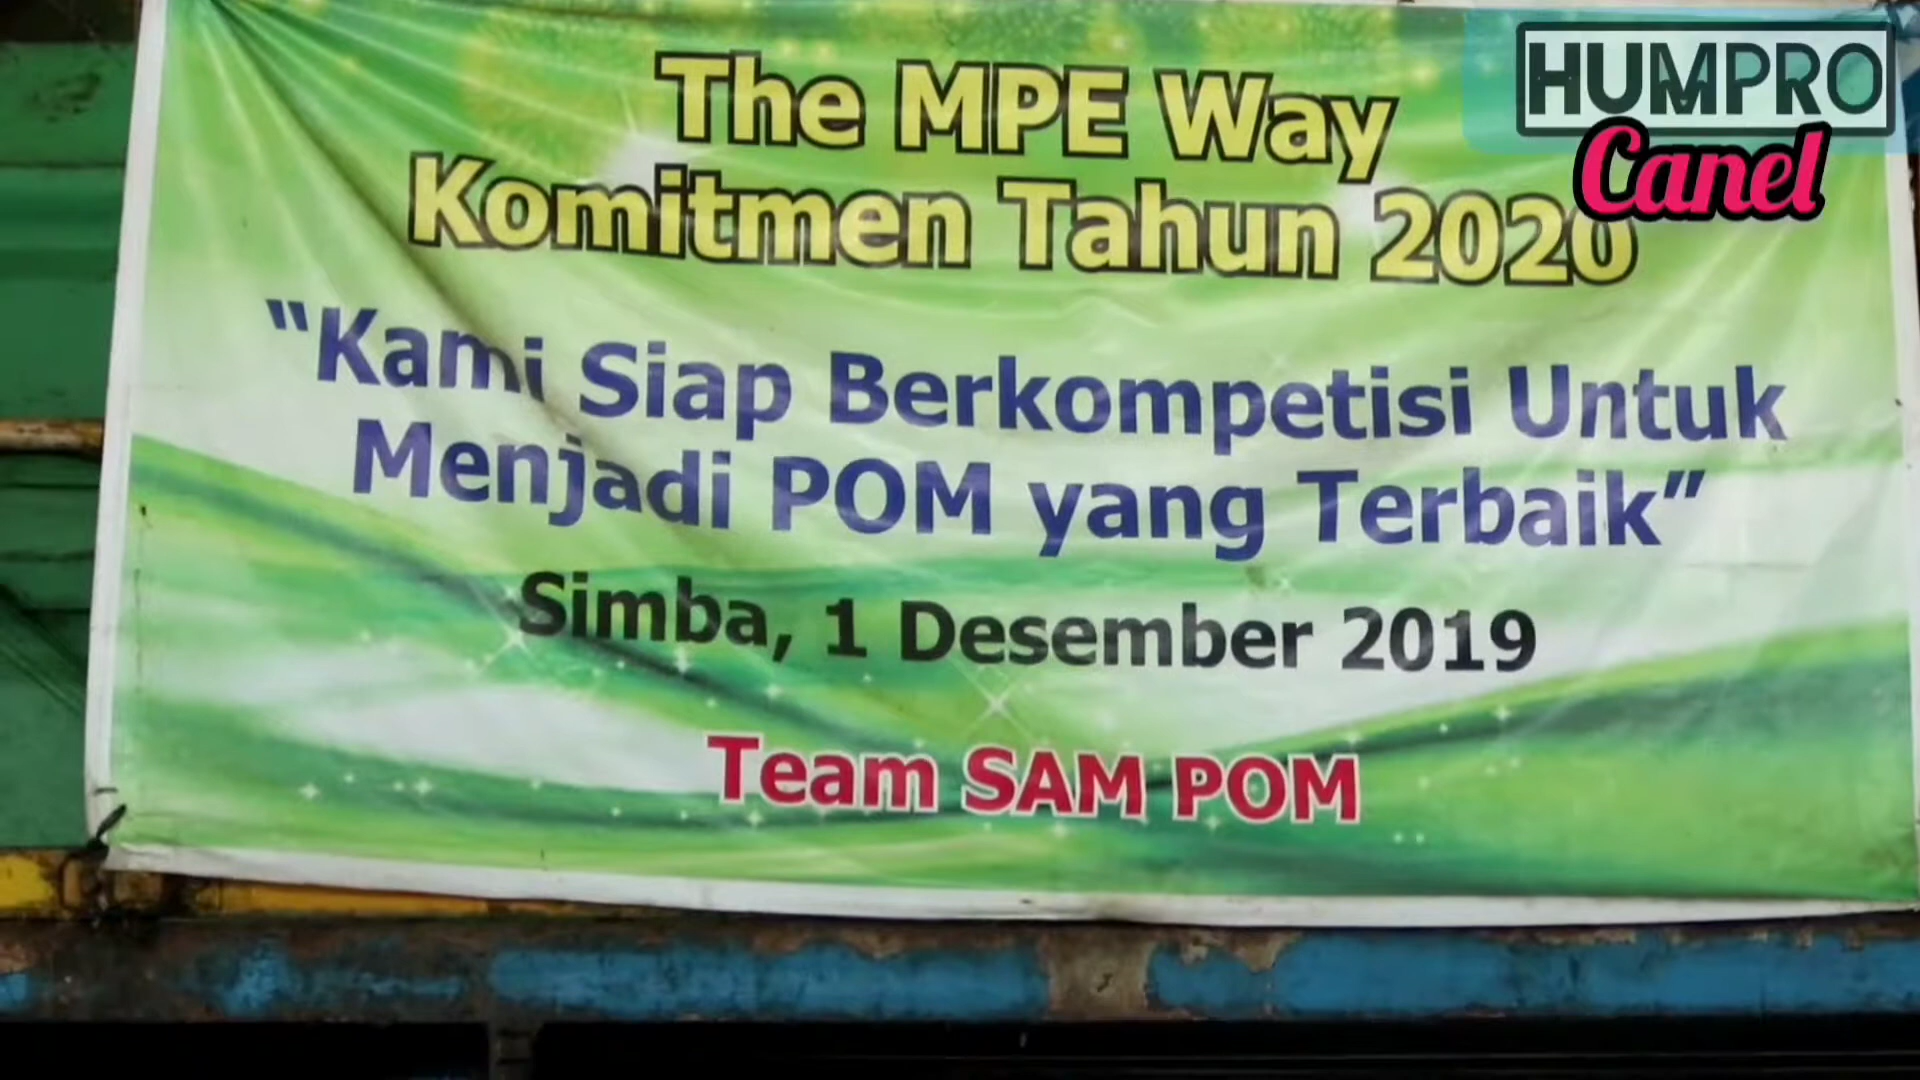 The MPE Way
Komitmen Tahun 2020
“Kami Siap Berkompetisi Untuk
Menjadi POM yang Terbaik”
Simba, 1 Desember 2019
Team SAM POM
HUMPRO
Canel